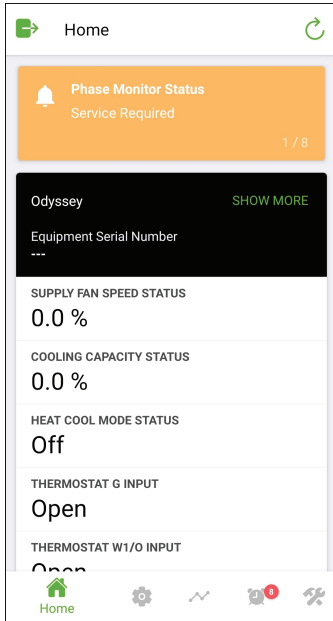 Home
Phase Monitor Status
Service Required
1 / 8
Odyssey SHOW MORE
Equipment Serial Number
---
SUPPLY FAN SPEED STATUS
0.0 %
COOLING CAPACITY STATUS
0.0 %
HEAT COOL MODE STATUS
Off
THERMOSTAT G INPUT
Open
THERMOSTAT W1/O INPUT
Open
8
Home